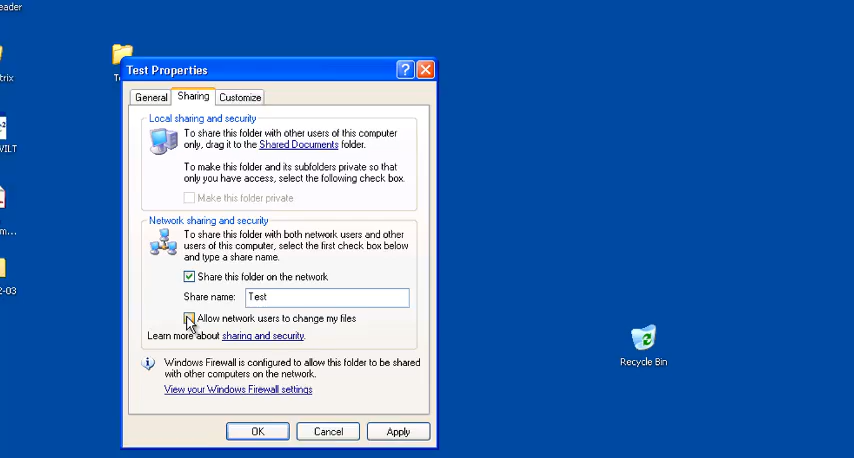 eader
Test Properties
General Sharing Customize
trix
Local sharing and security
To share this folder with other users of this computer
only, drag it to the Shared Documents folder.
VILT
To make this folder and its subfolders private so that
only you have access, select the following check box.
Make this folder private
Network sharing and security
m...
To share this folder with both network users and other
users of this computer, select the first check box below
and type a share name.
Share this folder on the network
2-03
Share name: Test
Allow network users to change my files
Learn more about sharing and security.
Windows Firewall is configured to allow this folder to be shared
with other computers on the network.
View your Windows Firewall settings
Recycle Bin
OK Cancel Apply